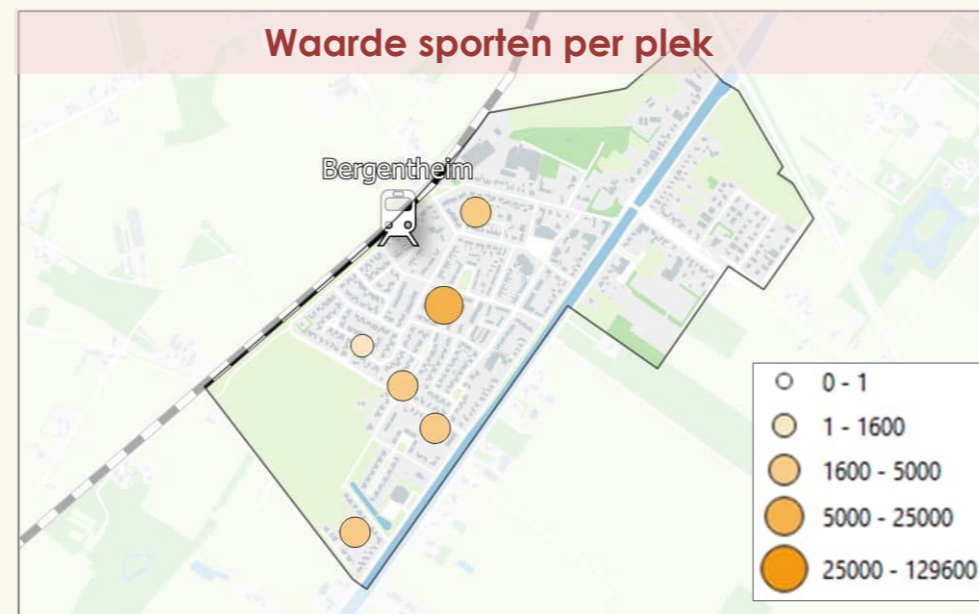 Waarde sporten per plek
Bergentheim
0 - 1
1 - 1600
1600 - 5000
5000 - 25000
25000 - 129600